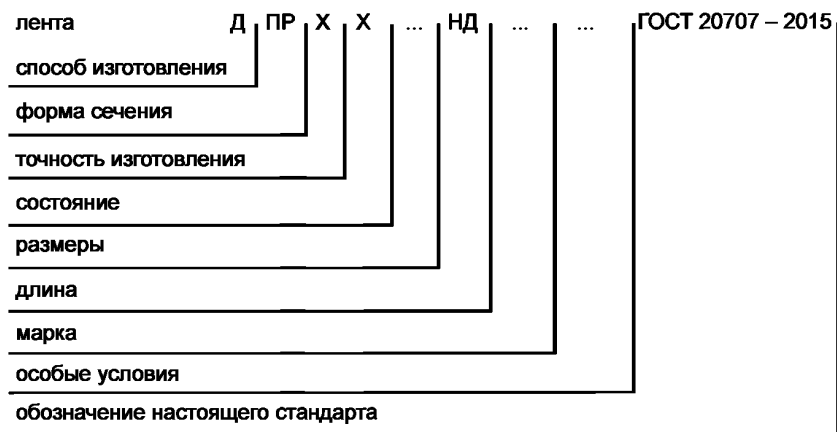 лента Д ПР Х Х ... НД ... ... ГОСТ 20707 – 2015
способ изготовления
форма сечения
точность изготовления
состояние
размеры
длина
марка
особые условия
обозначение настоящего стандарта